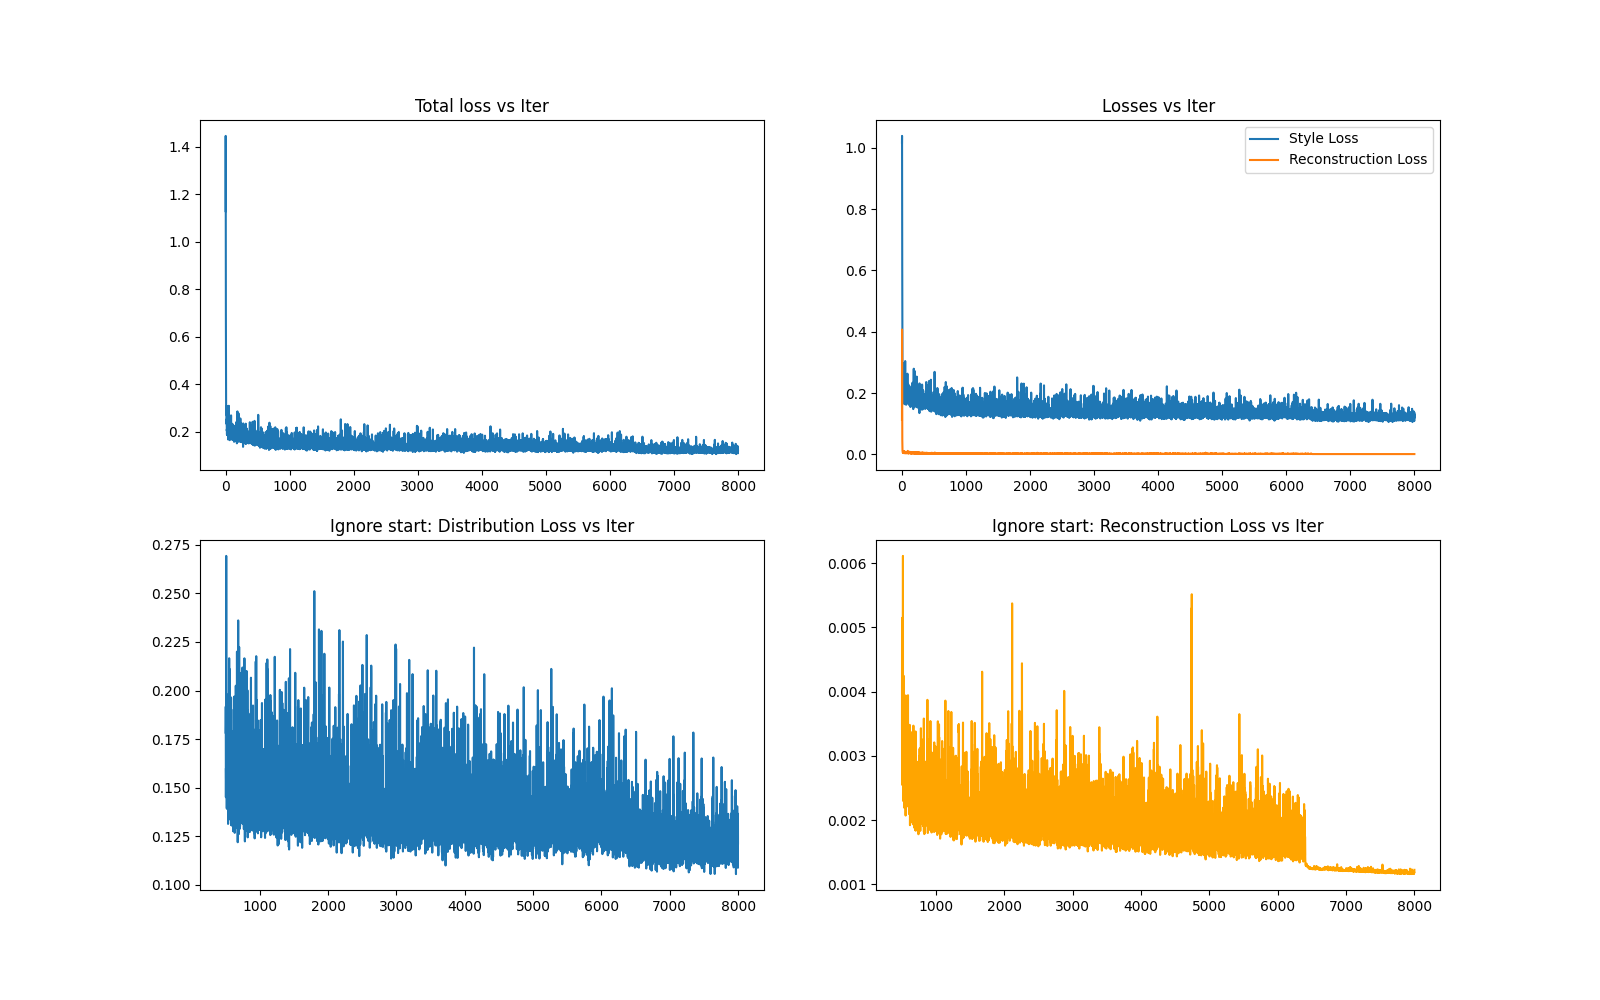 Total loss vs Iter
1.4
1.2
1.0
0.8
0.6
0.4
0.2
0 1000 2000 3000 4000 5000 6000 7000 8000
Losses vs Iter
Style Loss
Reconstruction Loss
1.0
0.8
0.6
0.4
0.2
0.0
0 1000 2000 3000 4000 5000 6000 7000 8000
Ignore start: Distribution Loss vs Iter
0.275
0.250
0.225
0.200
0.175
0.150
0.125
0.100
1000 2000 3000 4000 5000 6000 7000 8000
Ignore start: Reconstruction Loss vs Iter
0.006
0.005
0.004
0.003
0.002
0.001
1000 2000 3000 4000 5000 6000 7000 8000